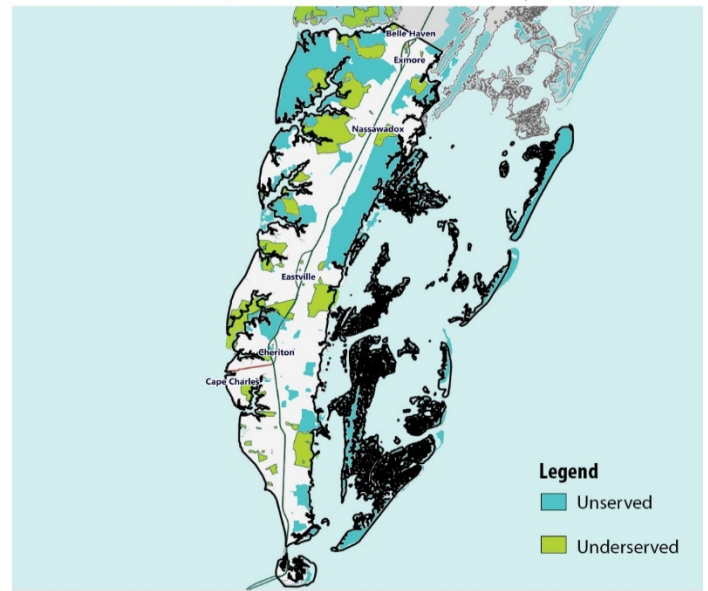 Belle Haven
Exmore
Nassawadox
Eastville
Cheriton
Cape Charles
Legend
Unserved
Underserved